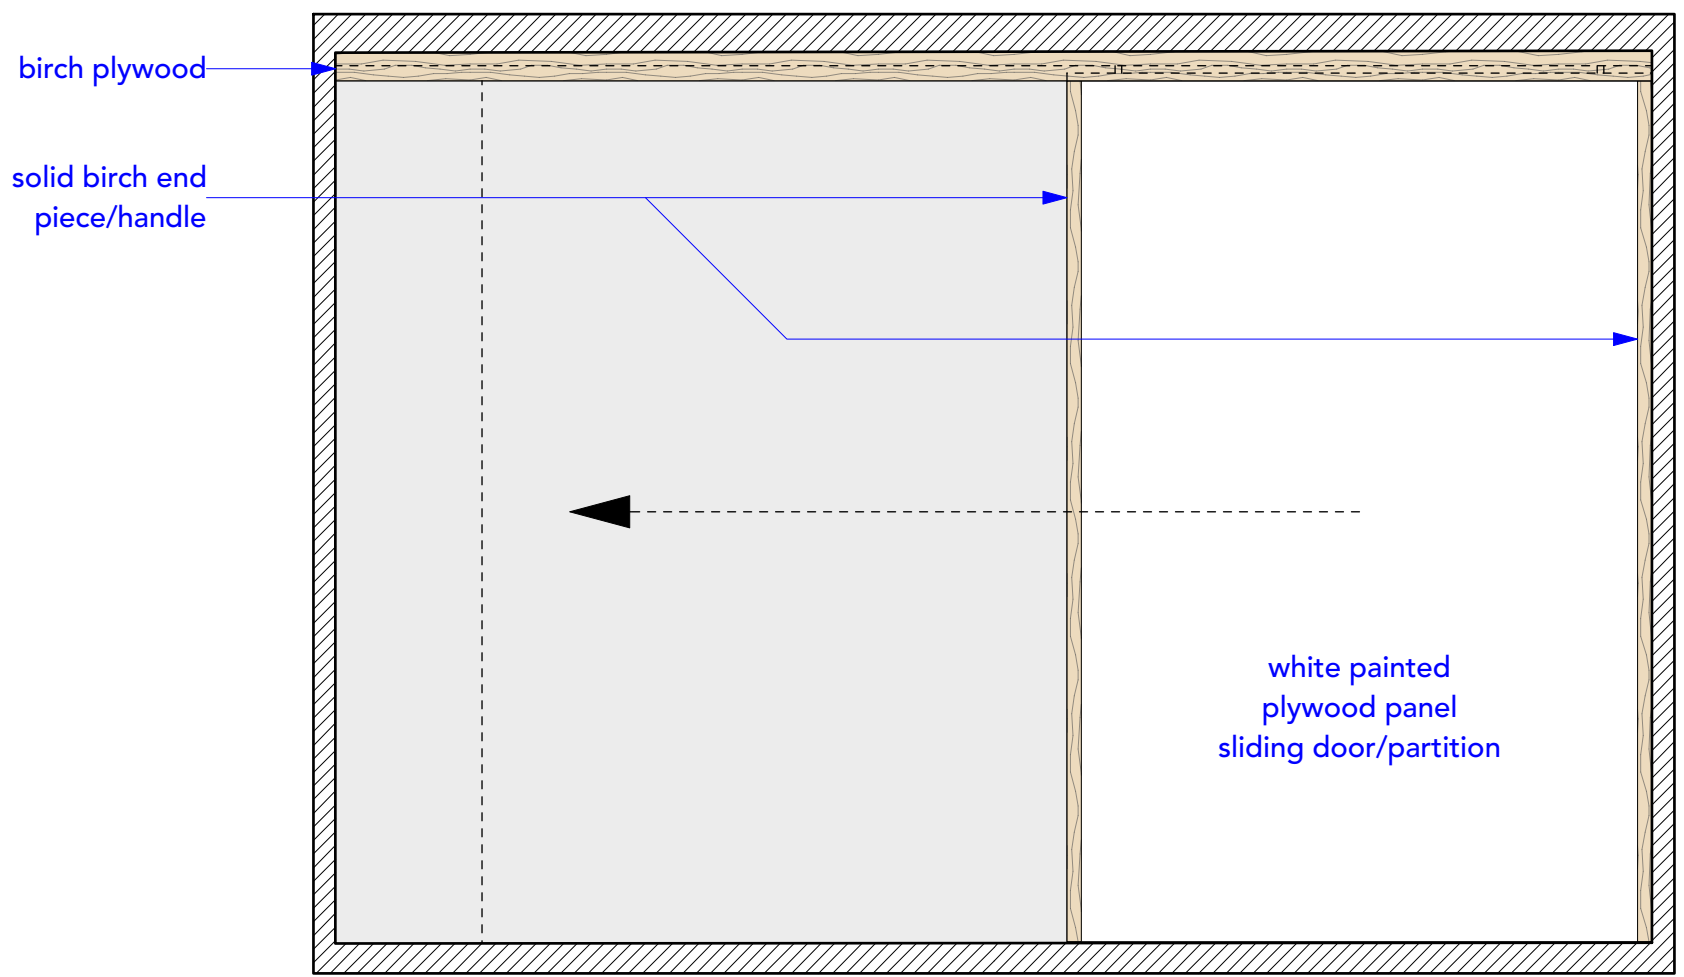 birch plywood
solid birch end
piece/handle
white painted
plywood panel
sliding door/partition